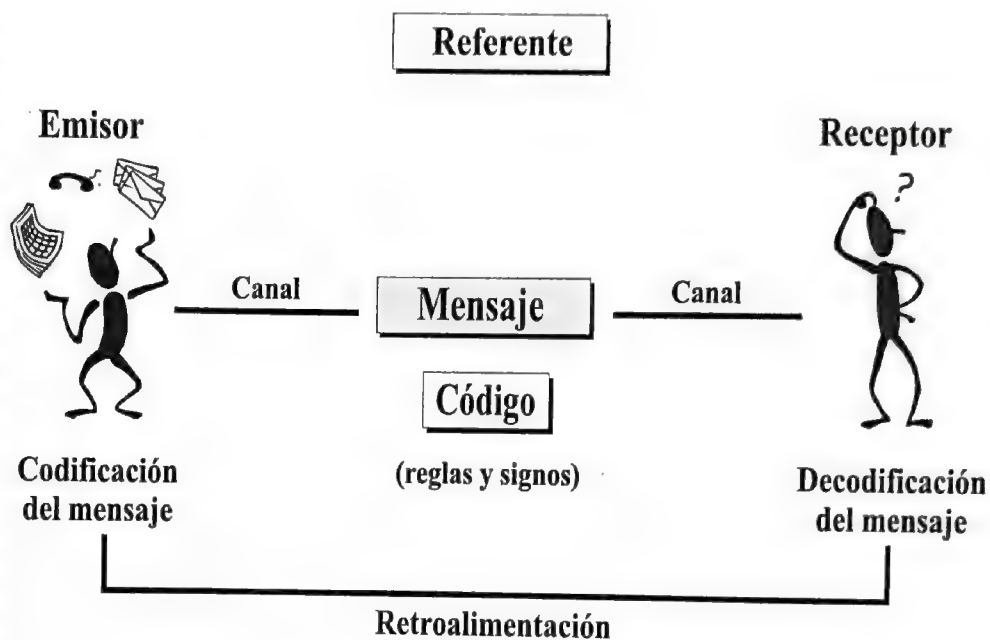 Referente
Emisor
Receptor
?
Canal
Mensaje
Canal
Código
(reglas y signos)
Codificación
del mensaje
Decodificación
del mensaje
Retroalimentación